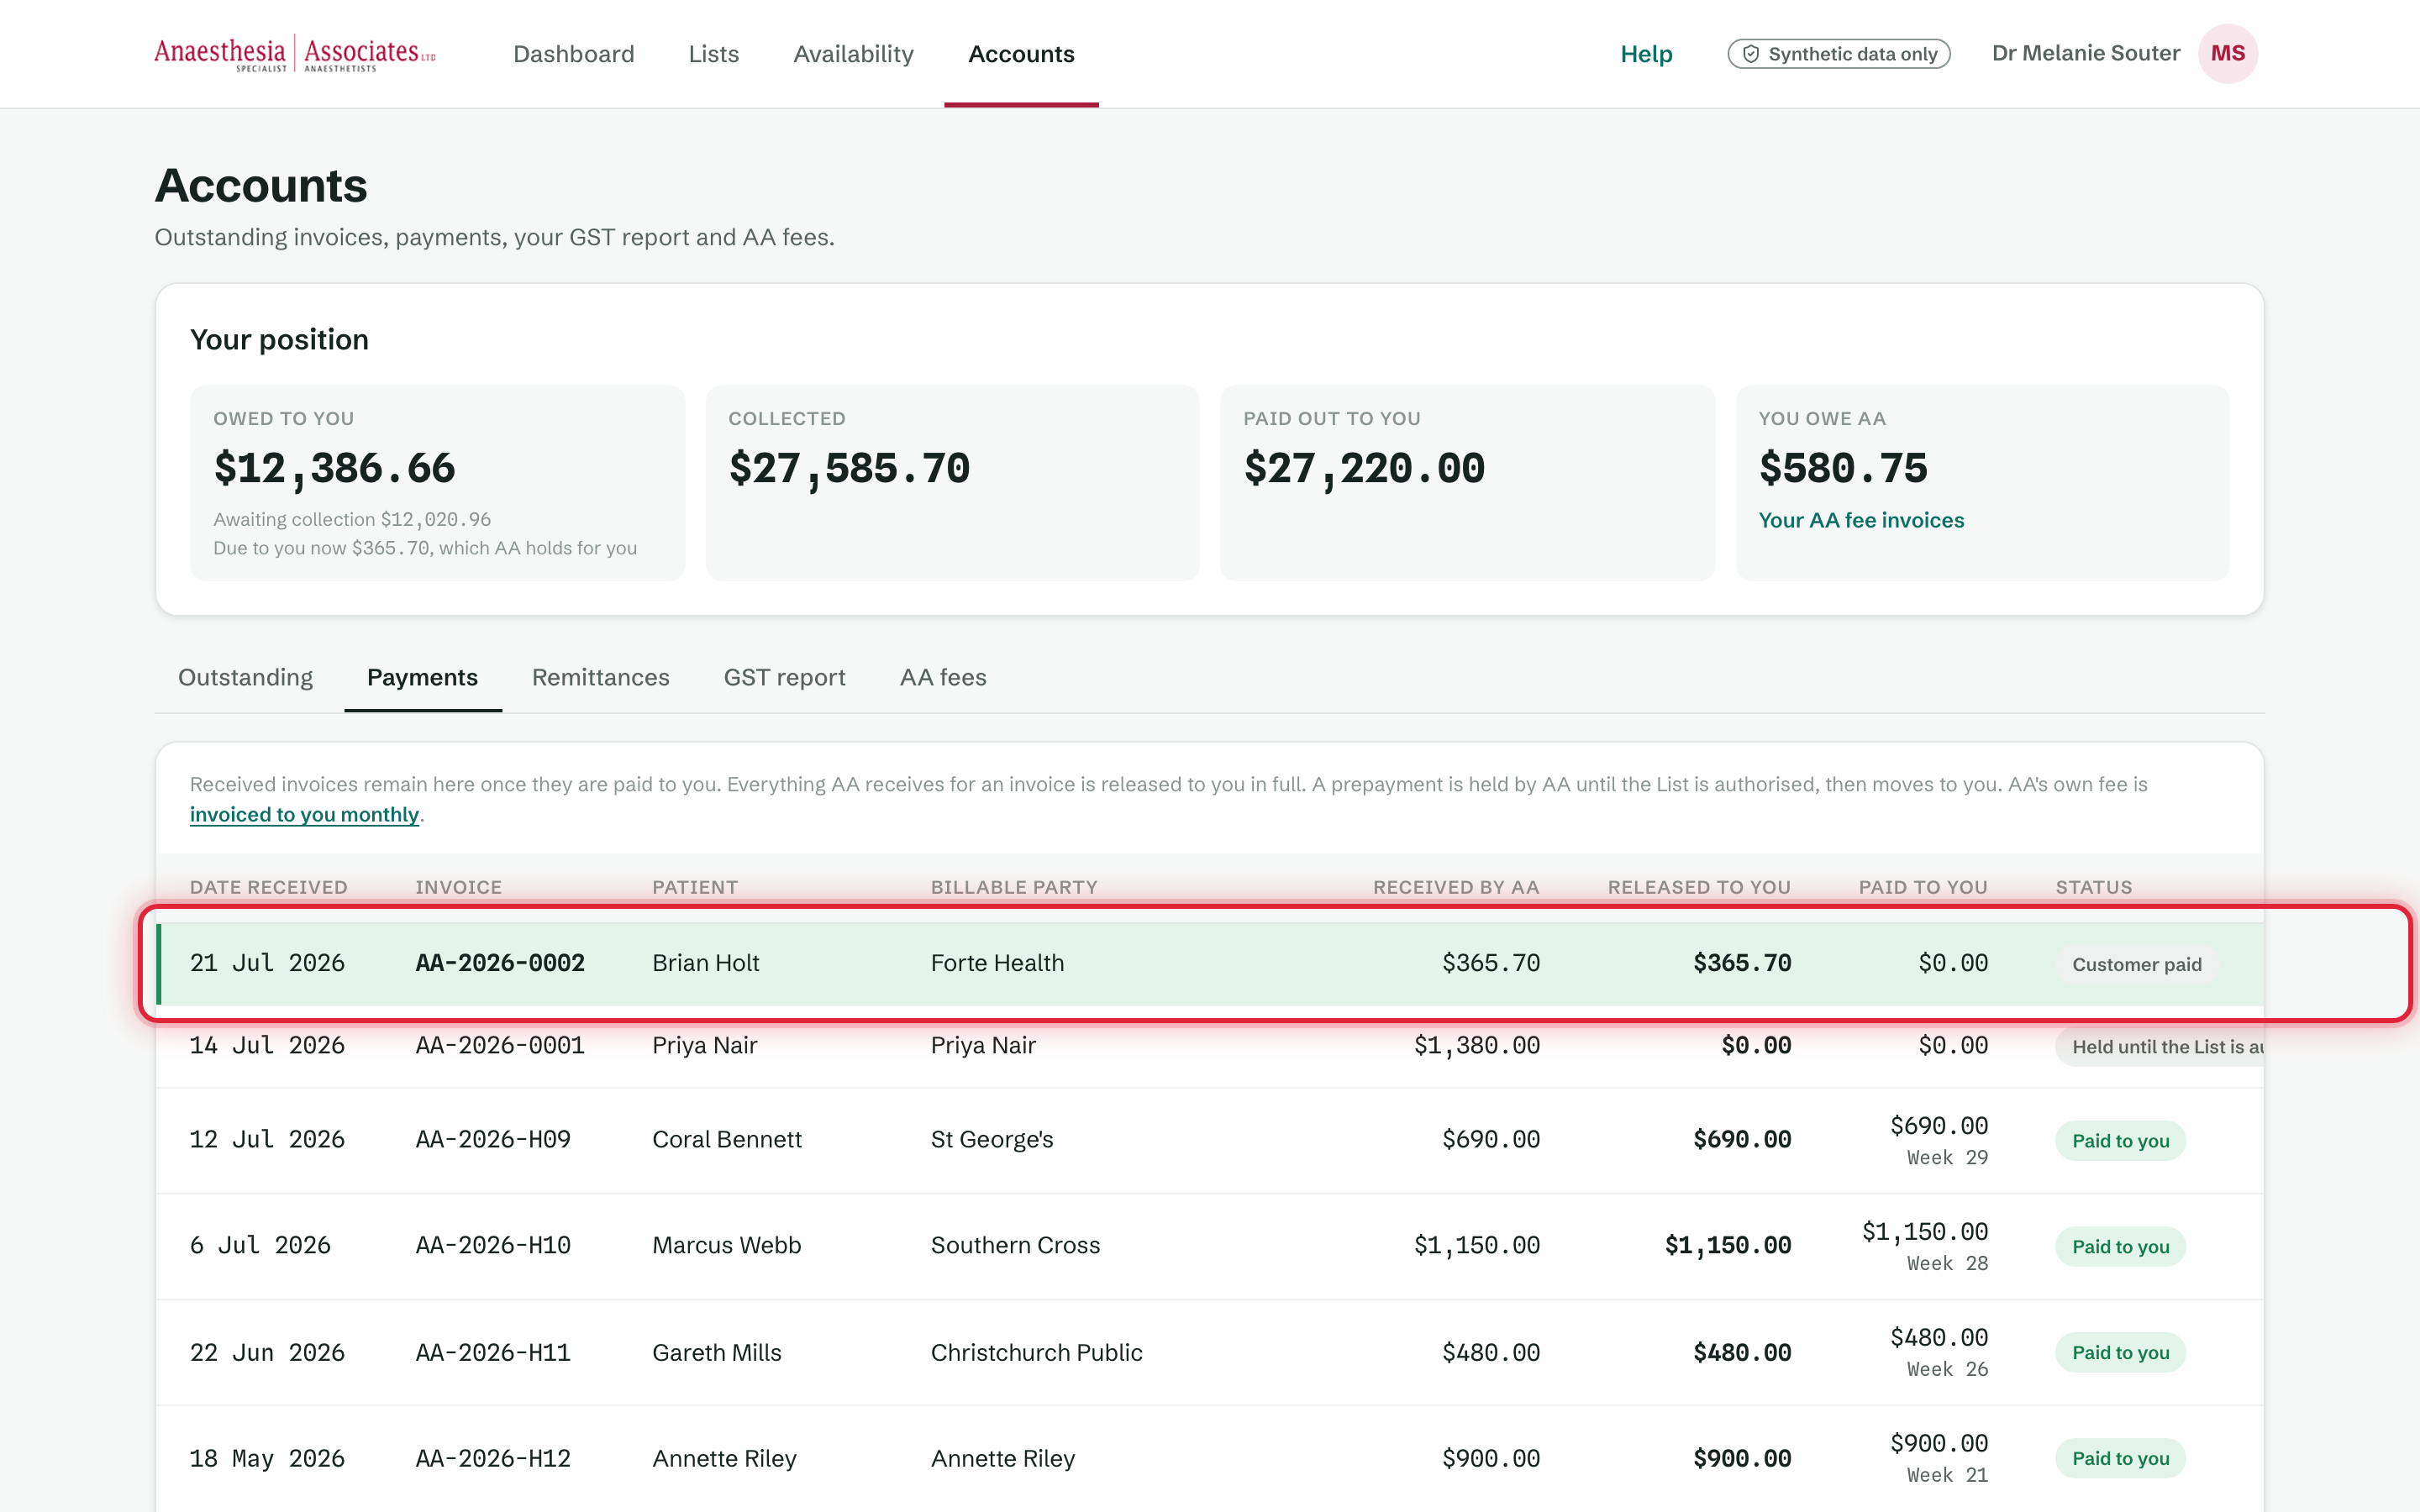 Anaesthesia Associates LTD
SPECIALIST ANAESTHETISTS
Dashboard Lists Availability Accounts Help Synthetic data only Dr Melanie Souter MS
Accounts
Outstanding invoices, payments, your GST report and AA fees.
Your position
OWED TO YOU
$12,386.66
Awaiting collection $12,020.96
Due to you now $365.70, which AA holds for you
COLLECTED
$27,585.70
PAID OUT TO YOU
$27,220.00
YOU OWE AA
$580.75
Your AA fee invoices
Outstanding Payments Remittances GST report AA fees
Received invoices remain here once they are paid to you. Everything AA receives for an invoice is released to you in full. A prepayment is held by AA until the List is authorised, then moves to you. AA's own fee is
invoiced to you monthly.
DATE RECEIVED INVOICE PATIENT BILLABLE PARTY RECEIVED BY AA RELEASED TO YOU PAID TO YOU STATUS
21 Jul 2026 AA-2026-0002 Brian Holt Forte Health $365.70 $365.70 $0.00 Customer paid
14 Jul 2026 AA-2026-0001 Priya Nair Priya Nair $1,380.00 $0.00 $0.00 Held until the List is
12 Jul 2026 AA-2026-H09 Coral Bennett St George's $690.00 $690.00 $690.00 Paid to you
Week 29
6 Jul 2026 AA-2026-H10 Marcus Webb Southern Cross $1,150.00 $1,150.00 $1,150.00 Paid to you
Week 28
22 Jun 2026 AA-2026-H11 Gareth Mills Christchurch Public $480.00 $480.00 $480.00 Paid to you
Week 26
18 May 2026 AA-2026-H12 Annette Riley Annette Riley $900.00 $900.00 $900.00 Paid to you
Week 21